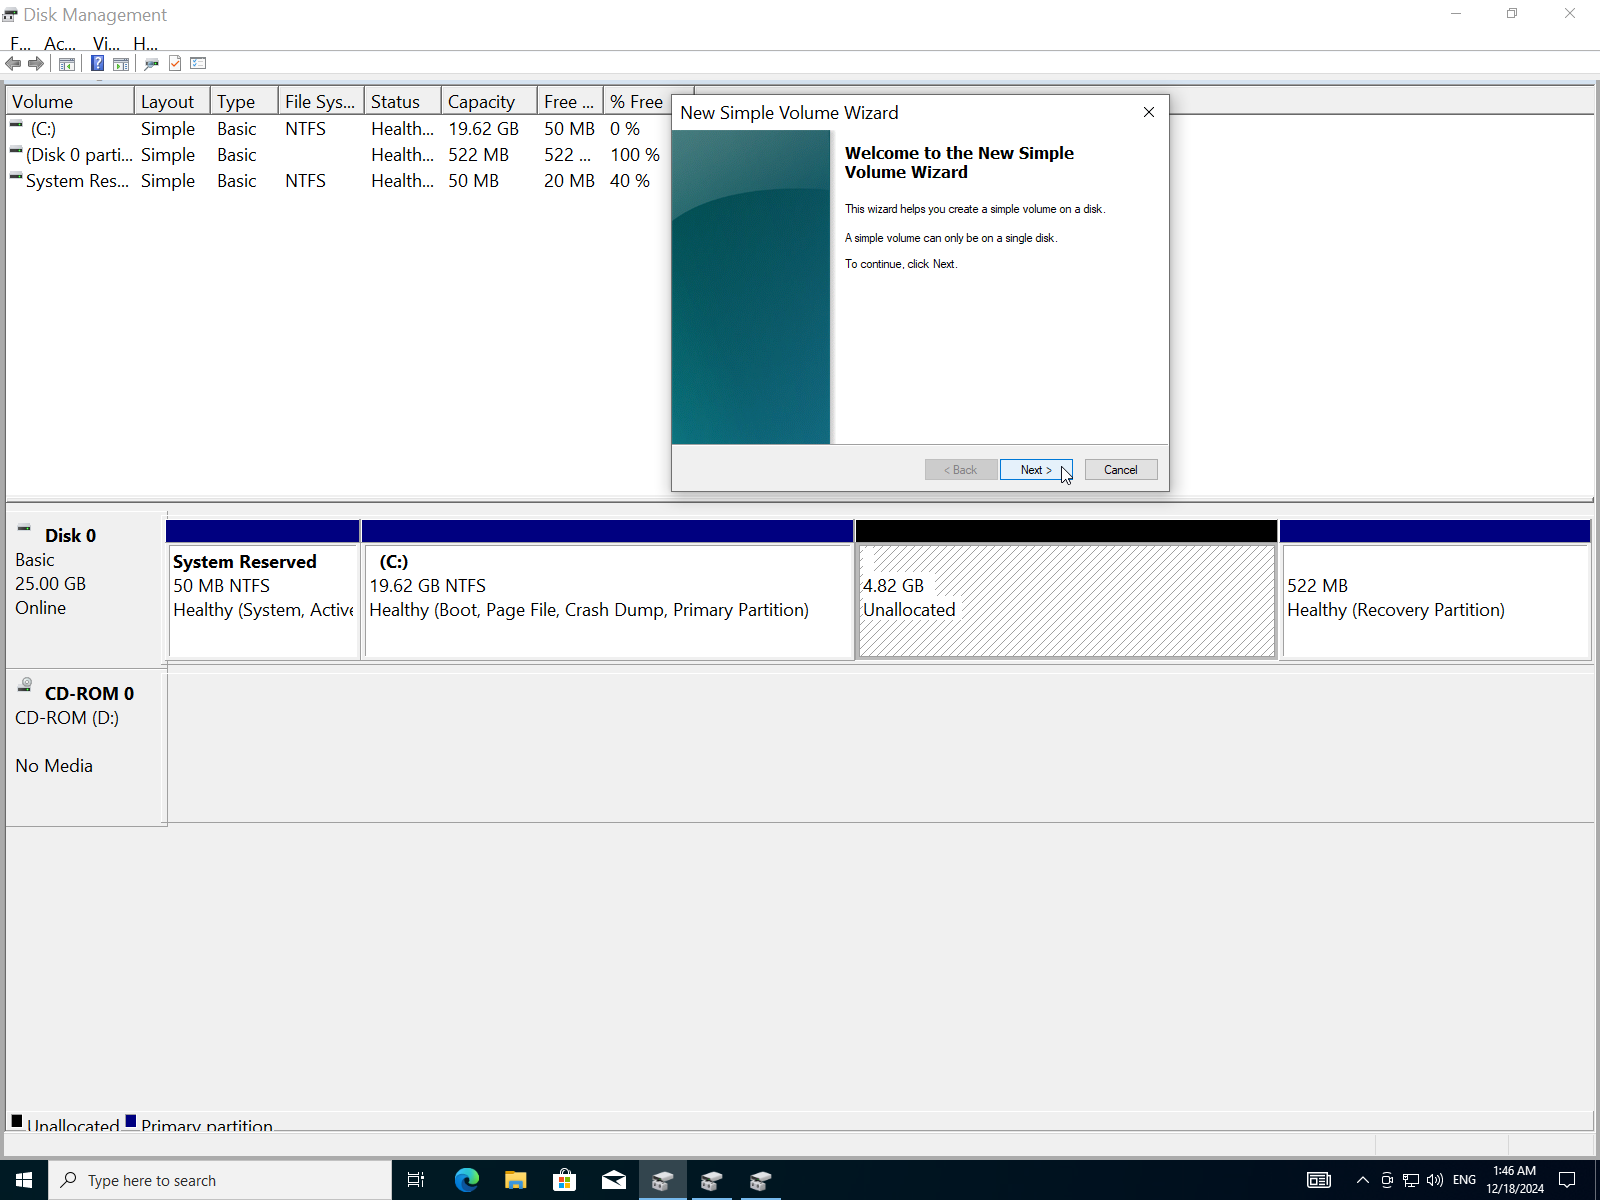 Disk Management
F... Ac... Vi... H...
Volume Layout Type File Sys... Status Capacity Free ... % Free
(C:) Simple Basic NTFS Health... 19.62 GB 50 MB 0 %
(Disk 0 parti... Simple Basic Health... 522 MB 522 ... 100 %
System Res... Simple Basic NTFS Health... 50 MB 20 MB 40 %
New Simple Volume Wizard
Welcome to the New Simple
Volume Wizard
This wizard helps you create a simple volume on a disk.
A simple volume can only be on a single disk.
To continue, click Next.
< Back Next > Cancel
Disk 0
Basic
25.00 GB
Online
System Reserved
50 MB NTFS
Healthy (System, Active
(C:)
19.62 GB NTFS
Healthy (Boot, Page File, Crash Dump, Primary Partition)
4.82 GB
Unallocated
522 MB
Healthy (Recovery Partition)
CD-ROM 0
CD-ROM (D:)
No Media
Unallocated Primary partition
Type here to search
ENG
1:46 AM
12/18/2024